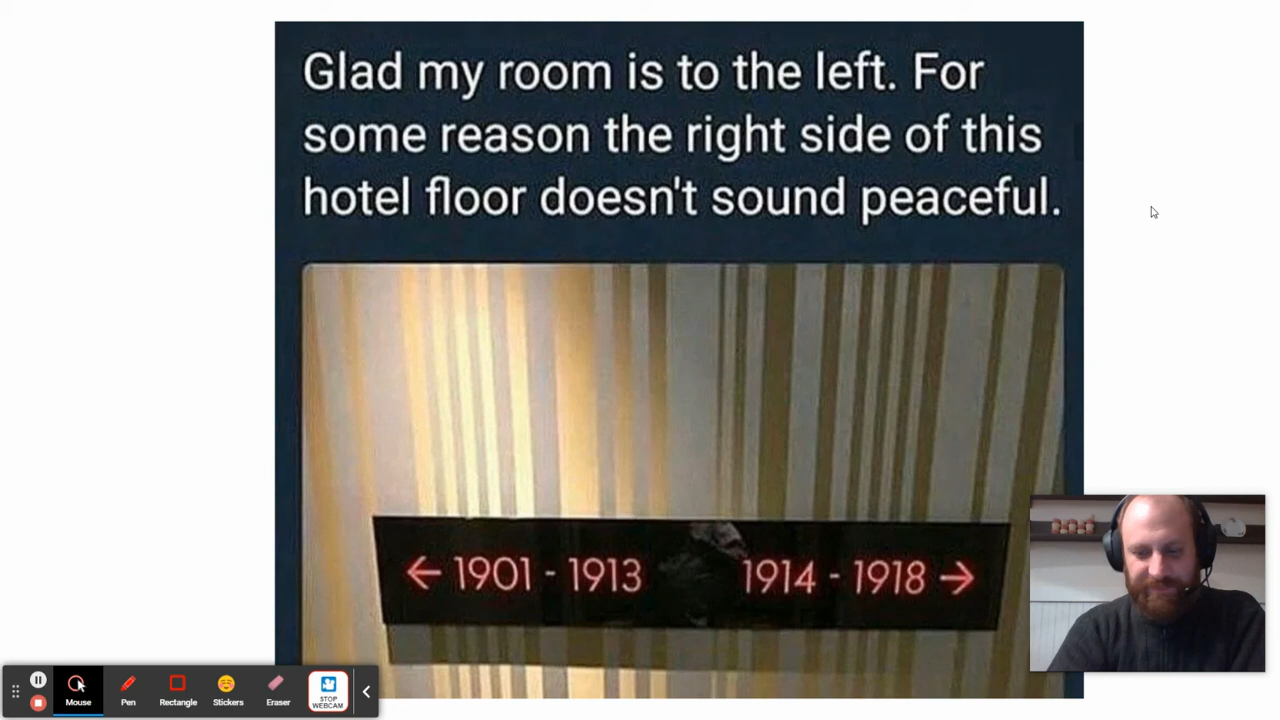 Glad my room is to the left. For
some reason the right side of this
hotel floor doesn't sound peaceful.
← 1901 - 1913 1914 - 1918 →
Mouse Pen Rectangle Stickers Eraser STOP
WEBCAM